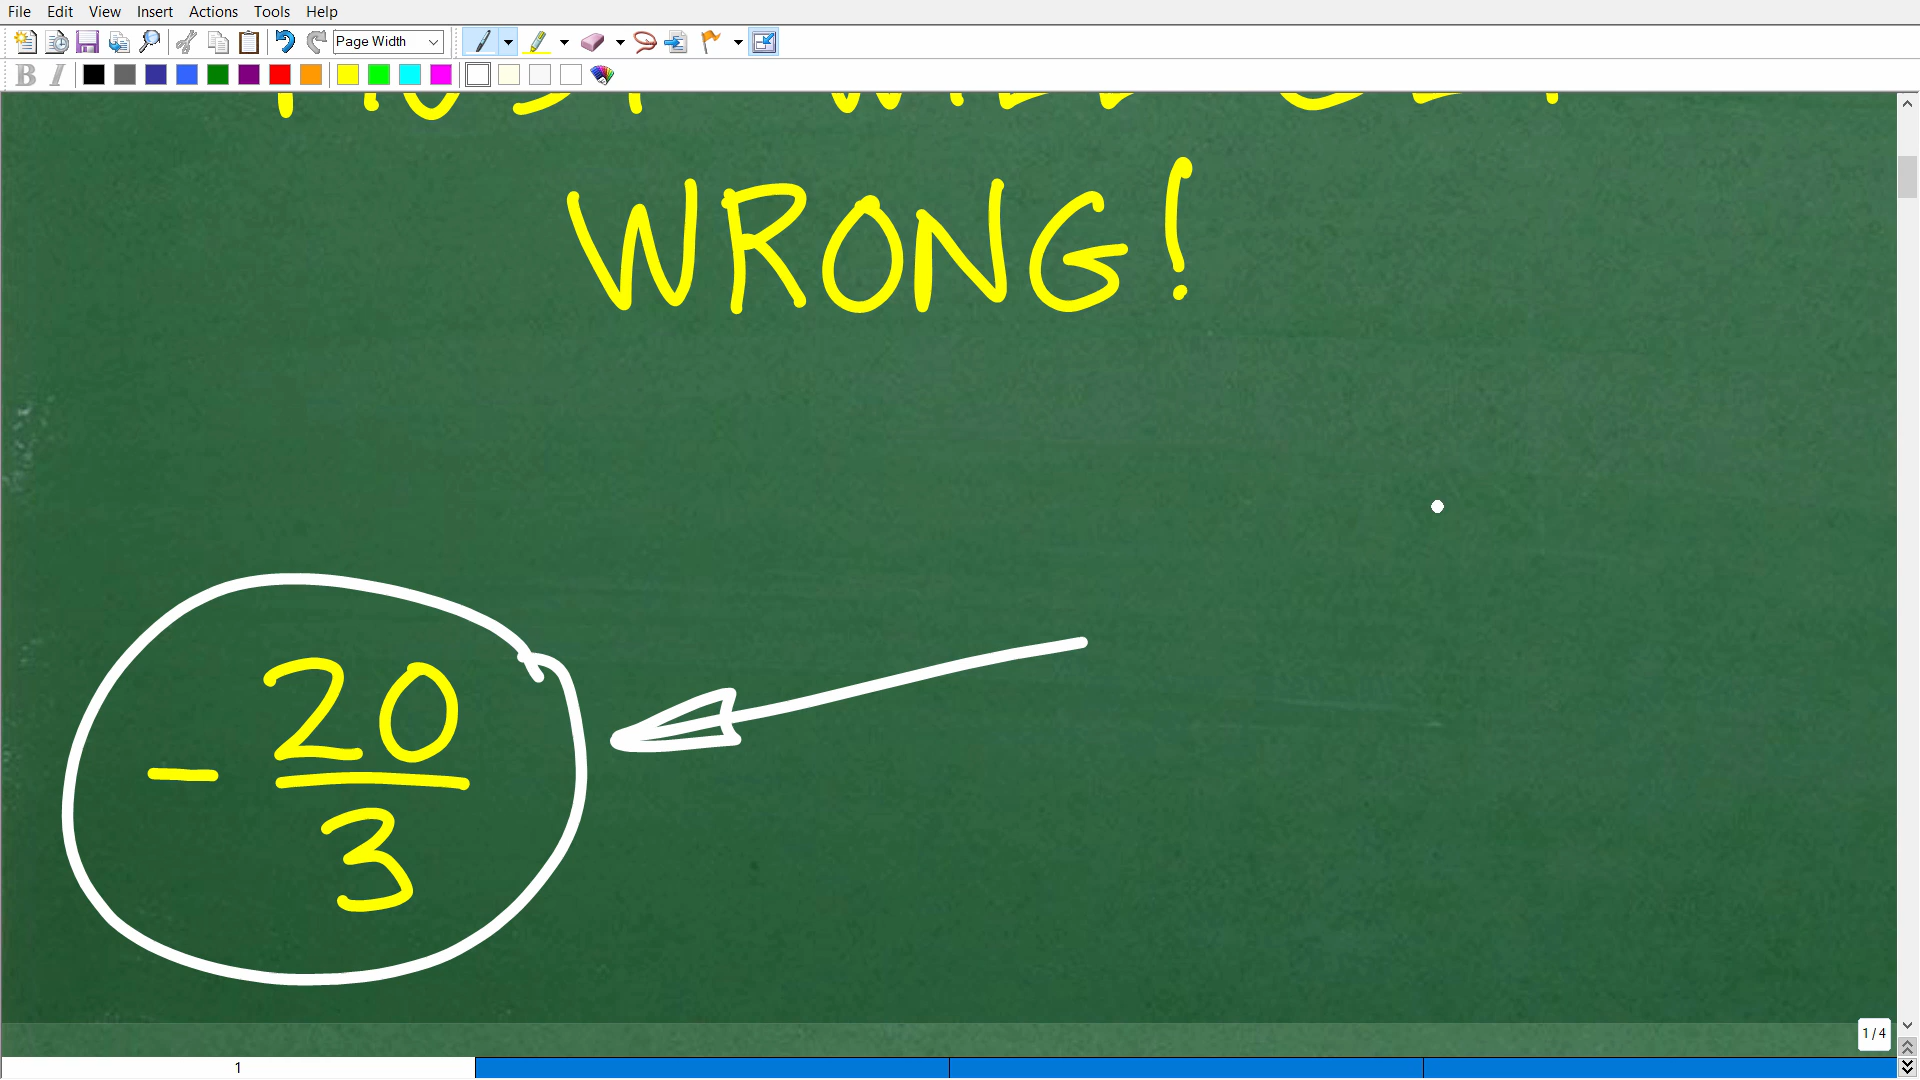 File Edit View Insert Actions Tools Help
Page Width
B I
WRONG!
- 20
3
1 / 4
1